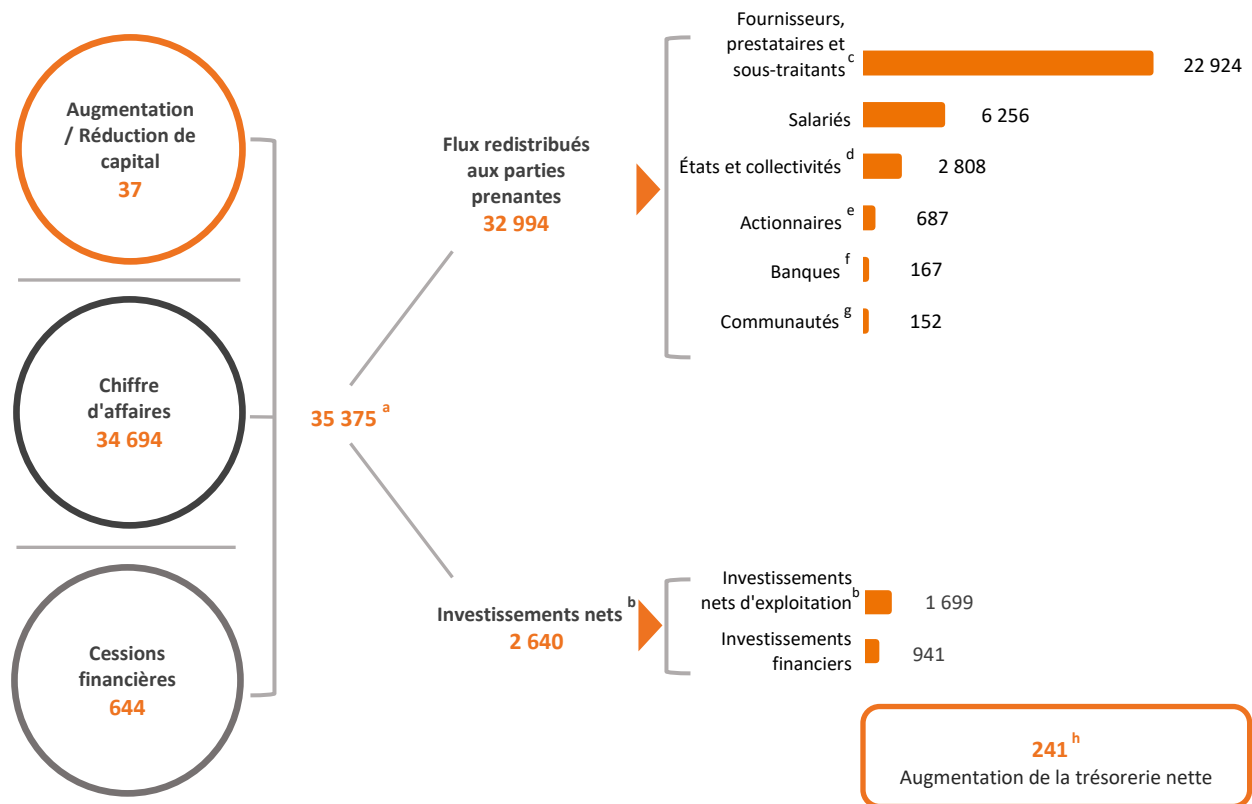 Augmentation
/ Réduction de
capital
37
Chiffre
d'affaires
34 694
Cessions
financières
644
35 375 a
Flux redistribués
aux parties
prenantes
32 994
Fournisseurs,
prestataires et
sous-traitants c
22 924
Salariés
6 256
États et collectivités d
2 808
Actionnaires e
687
Banques f
167
Communautés g
152
Investissements nets b
2 640
Investissements
nets d'exploitation b
1 699
Investissements
financiers
941
241 h
Augmentation de la trésorerie nette